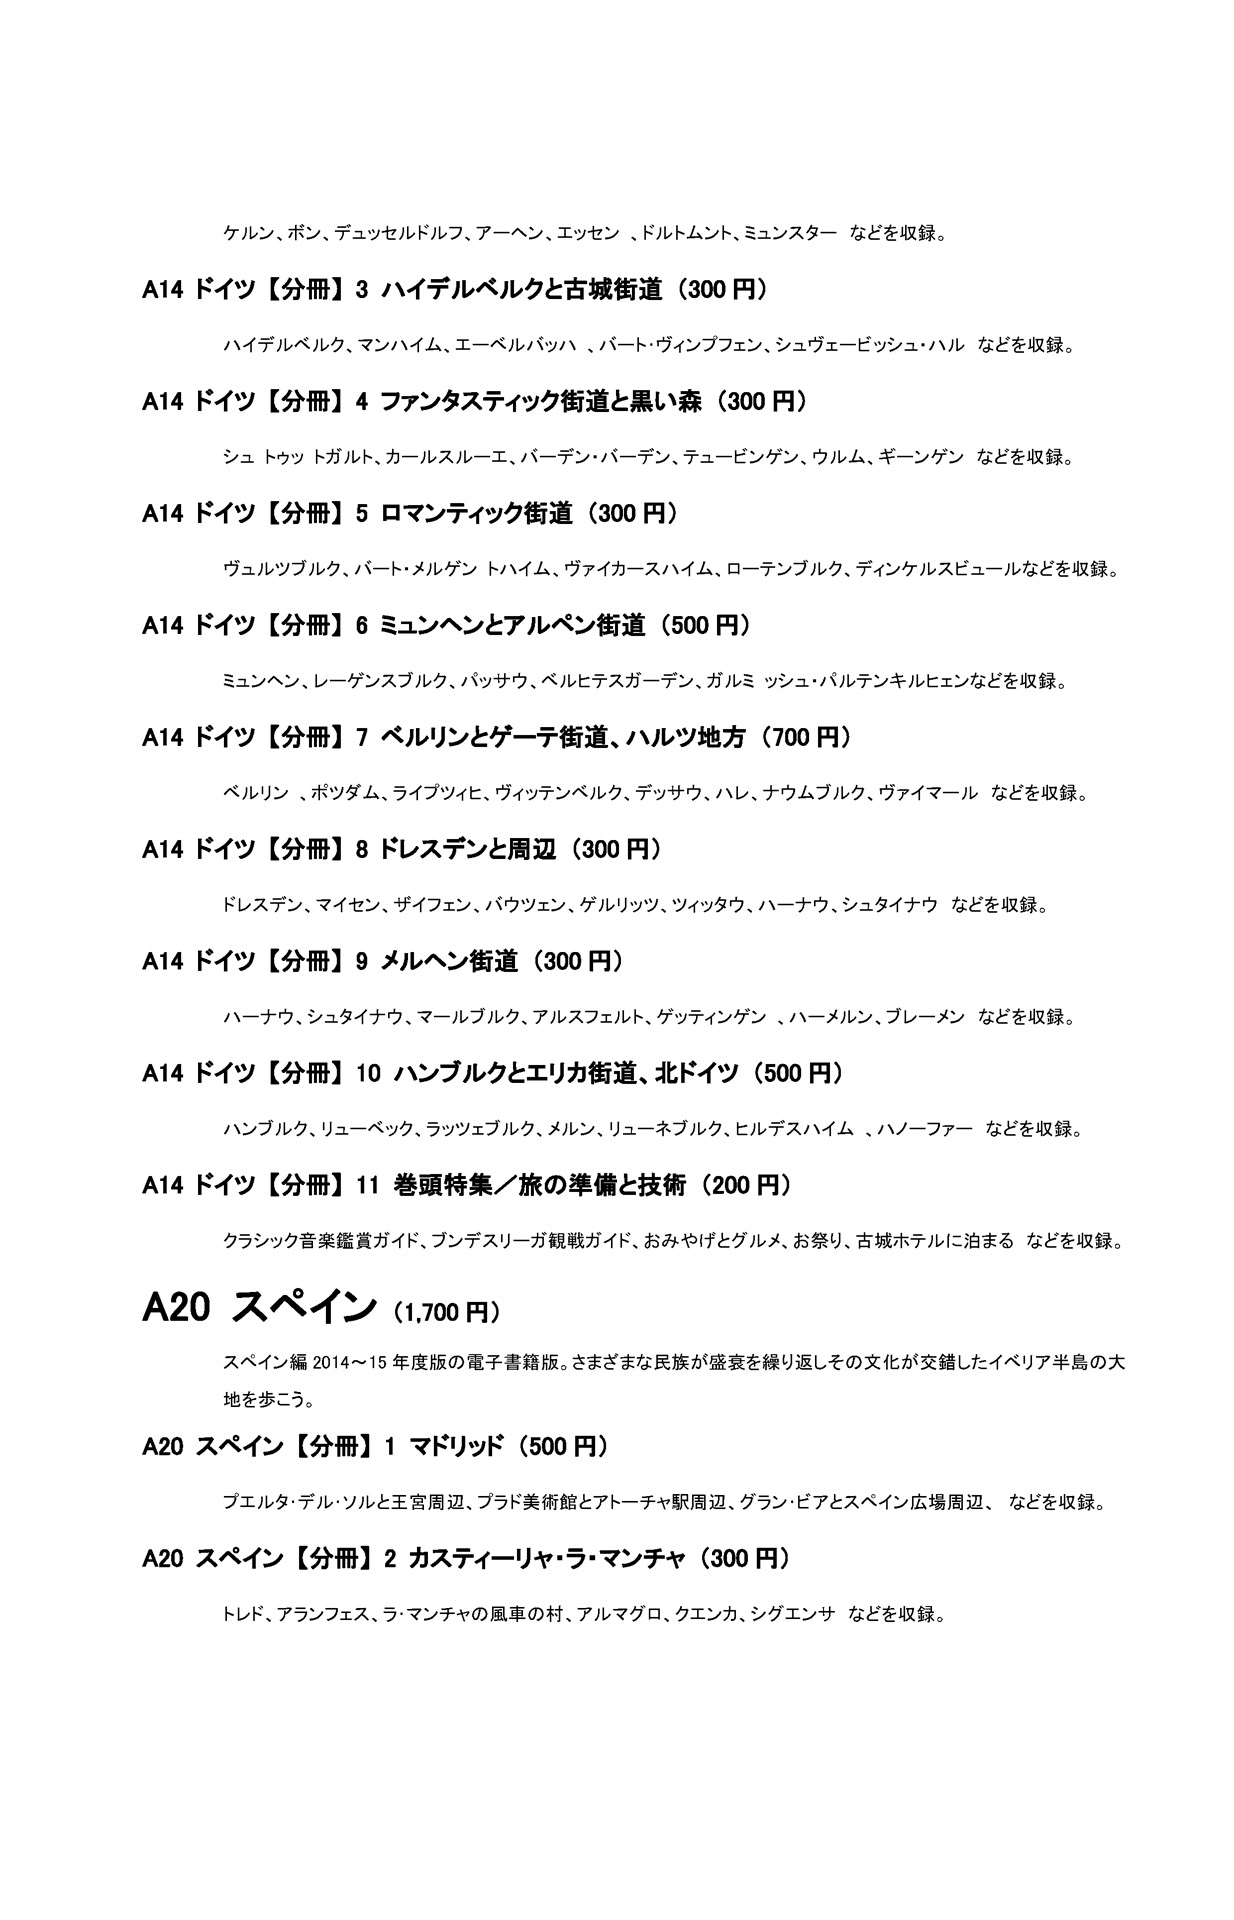 ケルン、ボン、デュッセルドルフ、アーヘン、エッセン 、ドルトムント、ミュンスター などを収録。
A14 ドイツ【分冊】3 ハイデルベルクと古城街道（300 円）
ハイデルベルク、マンハイム、エーベルバッハ 、バート・ヴィンプフェン、シュヴェービッシュ・ハル などを収録。
A14 ドイツ【分冊】4 ファンタスティック街道と黒い森（300 円）
シュトゥットガルト、カールスルーエ、バーデン・バーデン、テュービンゲン、ウルム、ギーンゲン などを収録。
A14 ドイツ【分冊】5 ロマンティック街道（300 円）
ヴュルツブルク、バート・メルゲントハイム、ヴァイカースハイム、ローテンブルク、ディンケルスビュールなどを収録。
A14 ドイツ【分冊】6 ミュンヘンとアルペン街道（500 円）
ミュンヘン、レーゲンスブルク、パッサウ、ベルヒテスガーデン、ガルミッシュ・パルテンキルヒェンなどを収録。
A14 ドイツ【分冊】7 ベルリンとゲーテ街道、ハルツ地方（700 円）
ベルリン 、ポツダム、ライプツィヒ、ヴィッテンベルク、デッサウ、ハレ、ナウムブルク、ヴァイマール などを収録。
A14 ドイツ【分冊】8 ドレスデンと周辺（300 円）
ドレスデン、マイセン、ザイフェン、バウツェン、ゲルリッツ、ツィッタウ、ハーナウ、シュタイナウ などを収録。
A14 ドイツ【分冊】9 メルヘン街道（300 円）
ハーナウ、シュタイナウ、マールブルク、アルスフェルト、ゲッティンゲン 、ハーメルン、ブレーメン などを収録。
A14 ドイツ【分冊】10 ハンブルクとエリカ街道、北ドイツ（500 円）
ハンブルク、リューベック、ラッツェブルク、メルン、リューネブルク、ヒルデスハイム 、ハノーファー などを収録。
A14 ドイツ【分冊】11 巻頭特集／旅の準備と技術（200 円）
クラシック音楽鑑賞ガイド、ブンデスリーガ観戦ガイド、おみやげとグルメ、お祭り、古城ホテルに泊まる などを収録。
A20 スペイン（1,700 円）
スペイン編 2014～15 年度版の電子書籍版。さまざまな民族が盛衰を繰り返しその文化が交錯したイベリア半島の大
地を歩こう。
A20 スペイン【分冊】1 マドリッド（500 円）
プエルタ・デル・ソルと王宮周辺、プラド美術館とアトーチャ駅周辺、グラン・ビアとスペイン広場周辺、 などを収録。
A20 スペイン【分冊】2 カスティーリャ・ラ・マンチャ（300 円）
トレド、アランフェス、ラ・マンチャの風車の村、アルマグロ、クエンカ、シグエンサ などを収録。